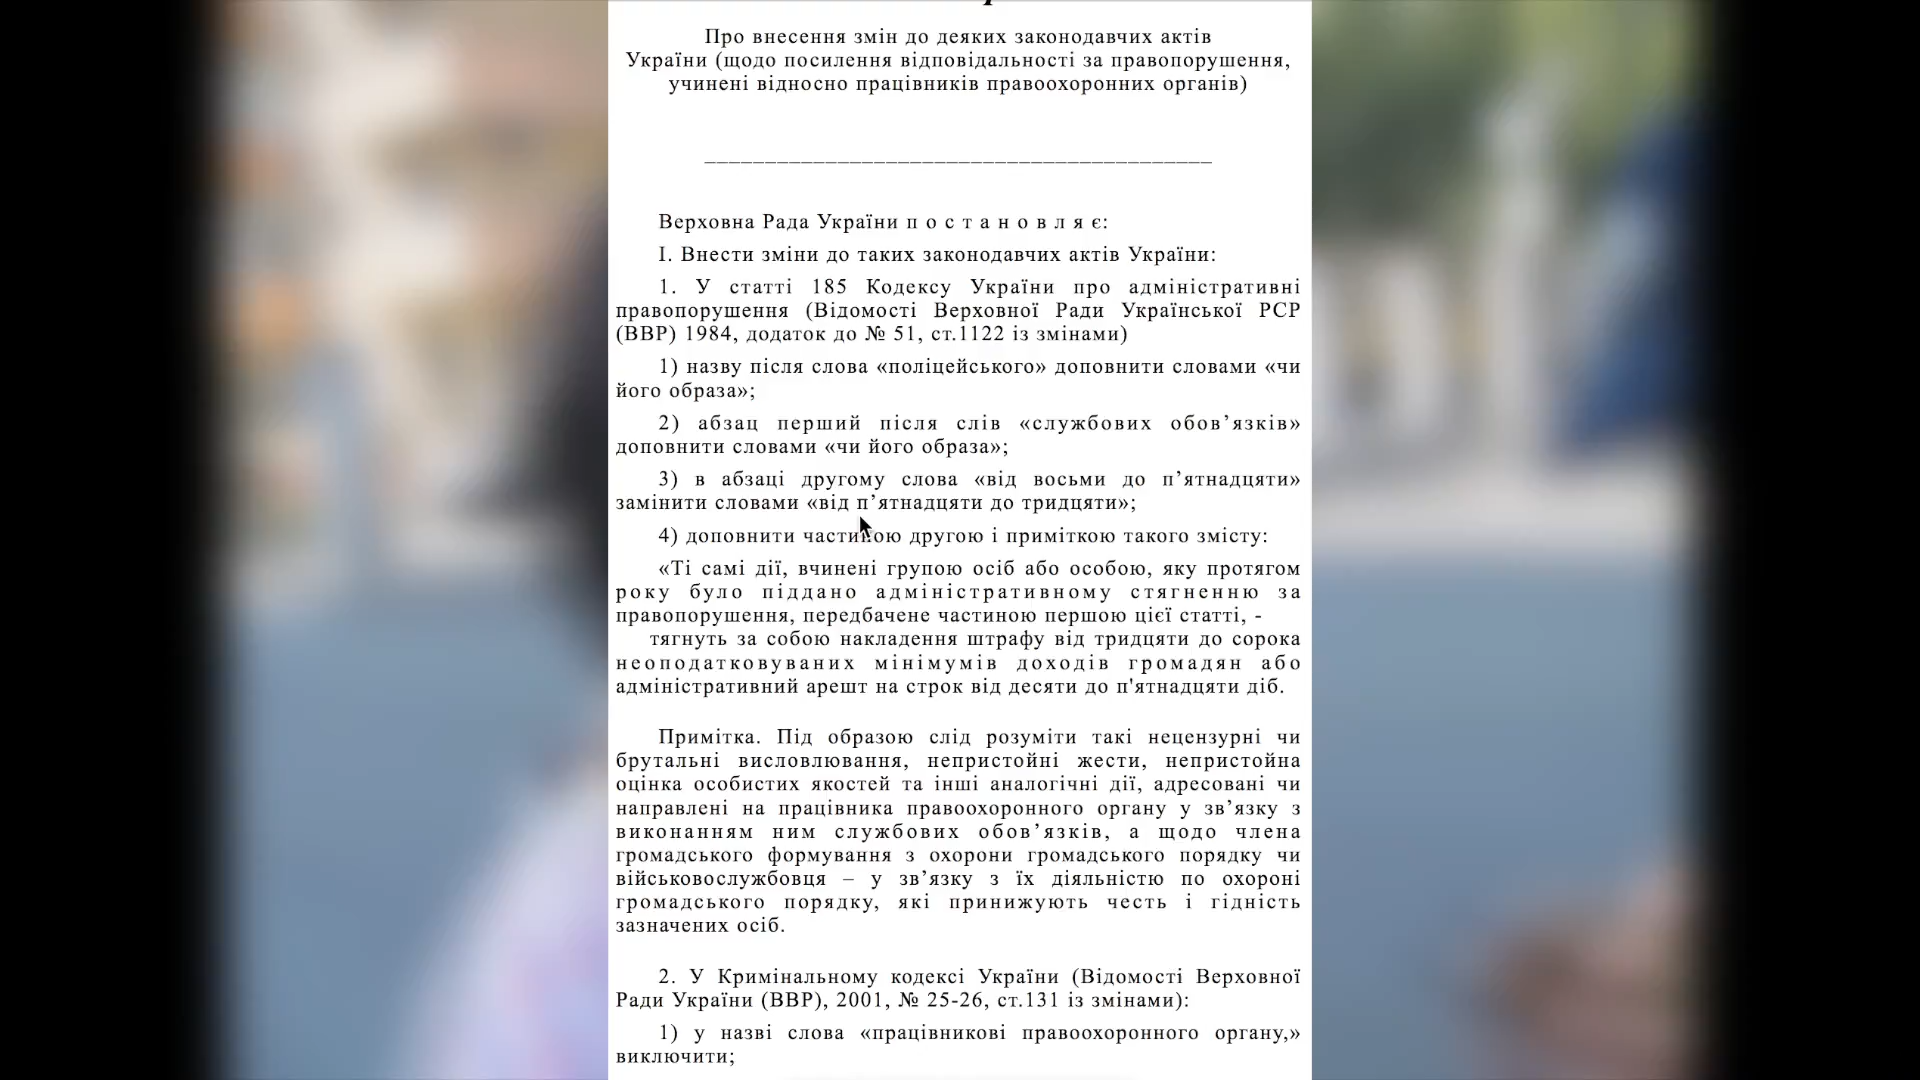 Про внесення змін до деяких законодавчих актів
України (щодо посилення відповідальності за правопорушення,
учинені відносно працівників правоохоронних органів)
Верховна Рада України п о с т а н о в л я є:
І. Внести зміни до таких законодавчих актів України:
1. У статті 185 Кодексу України про адміністративні
правопорушення (Відомості Верховної Ради Української РСР
(ВВР) 1984, додаток до № 51, ст.1122 із змінами)
1) назву після слова «поліцейського» доповнити словами «чи
його образа»;
2) абзац перший після слів «службових обов’язків»
доповнити словами «чи його образа»;
3) в абзаці другому слова «від восьми до п’ятнадцяти»
замінити словами «від п’ятнадцяти до тридцяти»;
4) доповнити частиною другою і приміткою такого змісту:
«Ті самі дії, вчинені групою осіб або особою, яку протягом
року було піддано адміністративному стягненню за
правопорушення, передбачене частиною першою цієї статті, -
тягнуть за собою накладення штрафу від тридцяти до сорока
неоподатковуваних мінімумів доходів громадян або
адміністративний арешт на строк від десяти до п'ятнадцяти діб.
Примітка. Під образою слід розуміти такі нецензурні чи
брутальні висловлювання, непристойні жести, непристойна
оцінка особистих якостей та інші аналогічні дії, адресовані чи
направлені на працівника правоохоронного органу у зв’язку з
виконанням ним службових обов’язків, а щодо члена
громадського формування з охорони громадського порядку чи
військовослужбовця – у зв’язку з їх діяльністю по охороні
громадського порядку, які принижують честь і гідність
зазначених осіб.
2. У Кримінальному кодексі України (Відомості Верховної
Ради України (ВВР), 2001, № 25-26, ст.131 із змінами):
1) у назві слова «працівникові правоохоронного органу,»
виключити;